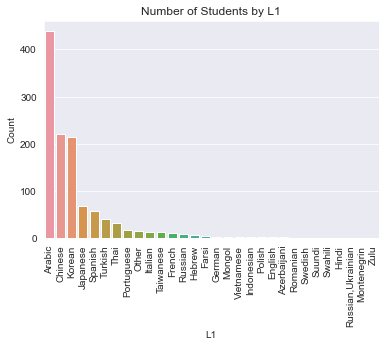 Number of Students by L1
Count
400
300
200
100
0
Arabic
Chinese
Korean
Japanese
Spanish
Turkish
Thai
Portuguese
Other
Italian
Taiwanese
French
Russian
Hebrew
Farsi
German
Mongol
Vietnamese
Indonesian
Polish
English
Azerbaijani
Romanian
Swedish
Suundi
Swahili
Hindi
Russian,Ukrainian
Montenegrin
Zulu
L1